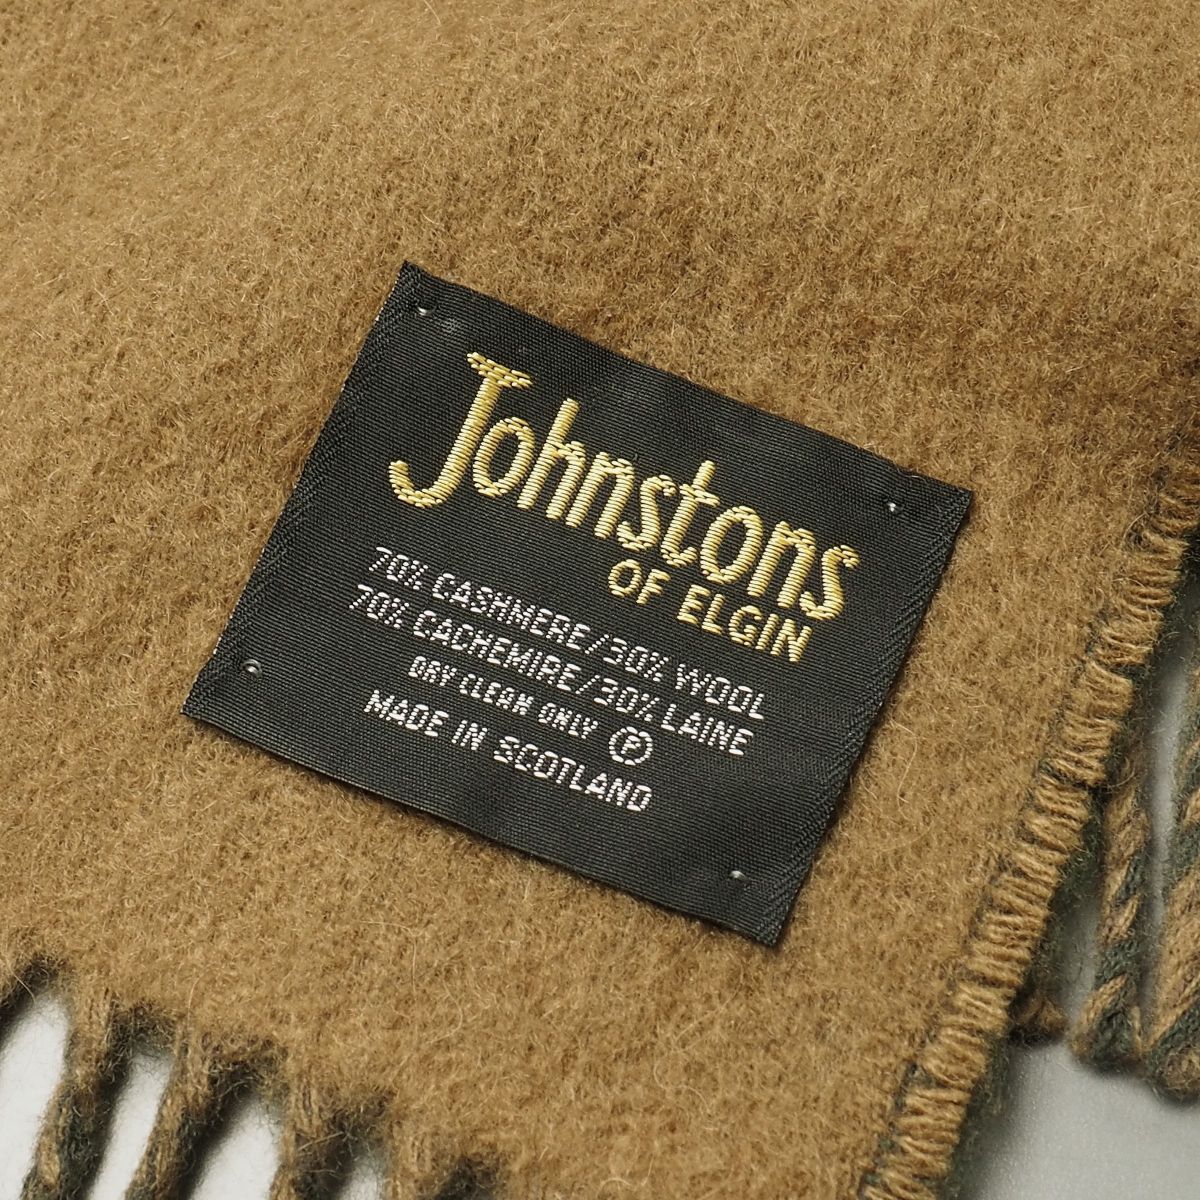 Johnstons
OF ELGIN
70% CASHMERE/30% WOOL
70% CACHEMIRE/30% LAINE
DRY CLEAN ONLY Ⓟ
MADE IN SCOTLAND